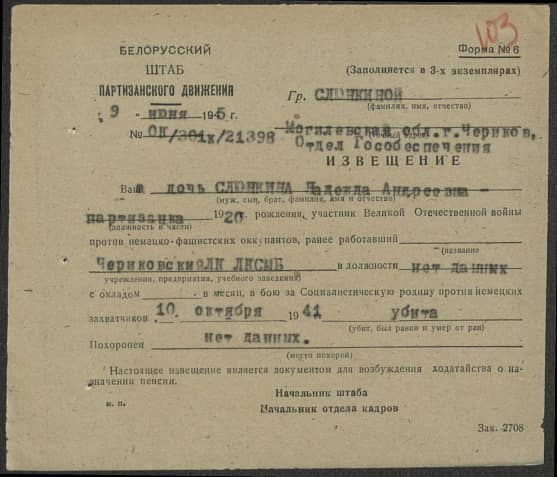 103
БЕЛОРУССКИЙ
ШТАБ
ПАРТИЗАНСКОГО ДВИЖЕНИЯ
Форма № 6
(Заполняется в 3-х экземплярах)
9 - июня 1945 г.
Гр. СЛЮНКИНОЙ
(фамилия, имя, отчество)
№ ОК/301к/21398
Могилевская обл. г. Чериков,
Отдел Гособеспечения
ИЗВЕЩЕНИЕ
Ваша дочь СЛЮНКИНА Надежда Андреевна -
(муж, сын, брат, фамилия, имя и отчество)
партизанка 1920 рождения, участник Великой Отечественной войны
(должность и части)
против немецко-фашистских оккупантов, ранее работавший
(название
Чериковский ЛКСМБ в должности нет данных
учреждения, предприятия, учебного заведения)
с окладом . в месяц, в бою за Социалистическую родину против немецких
захватчиков 10 октября 1941 убита
(убит, был ранен и умер от ран)
Похоронен нет данных.
(место похорон)
Настоящее извещение является документом для возбуждения ходатайства о на-
значении пенсии.
Начальник штаба
м. п.
Начальник отдела кадров
Зак. 2708